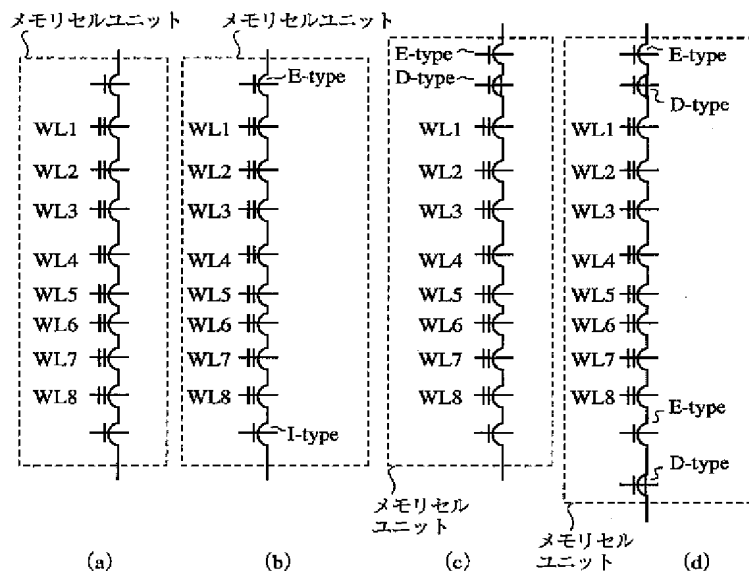 メモリセルユニット
WL1
WL2
WL3
WL4
WL5
WL6
WL7
WL8
(a)
メモリセルユニット
E-type
WL1
WL2
WL3
WL4
WL5
WL6
WL7
WL8
I-type
(b)
E-type
D-type
WL1
WL2
WL3
WL4
WL5
WL6
WL7
WL8
メモリセル
ユニット
(c)
E-type
D-type
WL1
WL2
WL3
WL4
WL5
WL6
WL7
WL8
E-type
D-type
メモリセル
ユニット
(d)